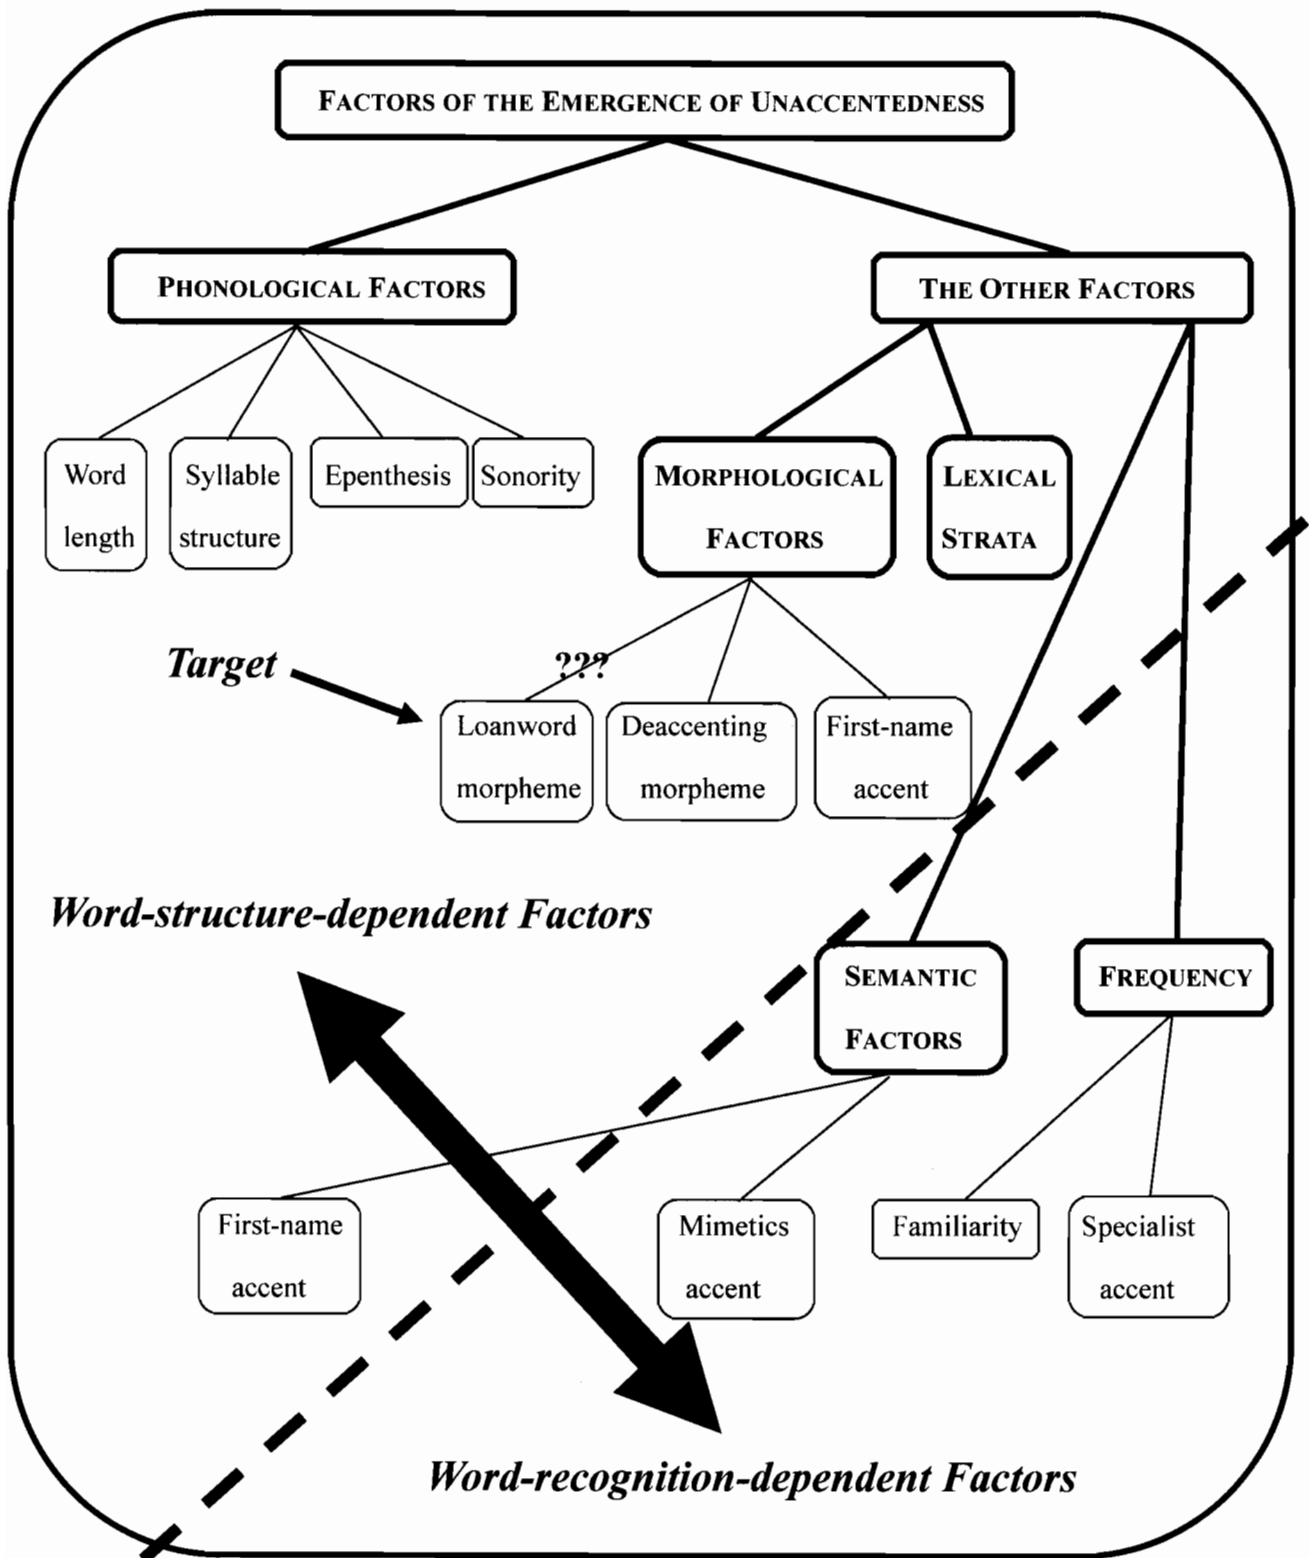 FACTORS OF THE EMERGENCE OF UNACCENTEDNESS
PHONOLOGICAL FACTORS
THE OTHER FACTORS
Word
length
Syllable
structure
Epenthesis
Sonority
MORPHOLOGICAL
FACTORS
LEXICAL
STRATA
Target
???
Loanword
morpheme
Deaccenting
morpheme
First-name
accent
Word-structure-dependent Factors
SEMANTIC
FACTORS
FREQUENCY
First-name
accent
Mimetics
accent
Familiarity
Specialist
accent
Word-recognition-dependent Factors